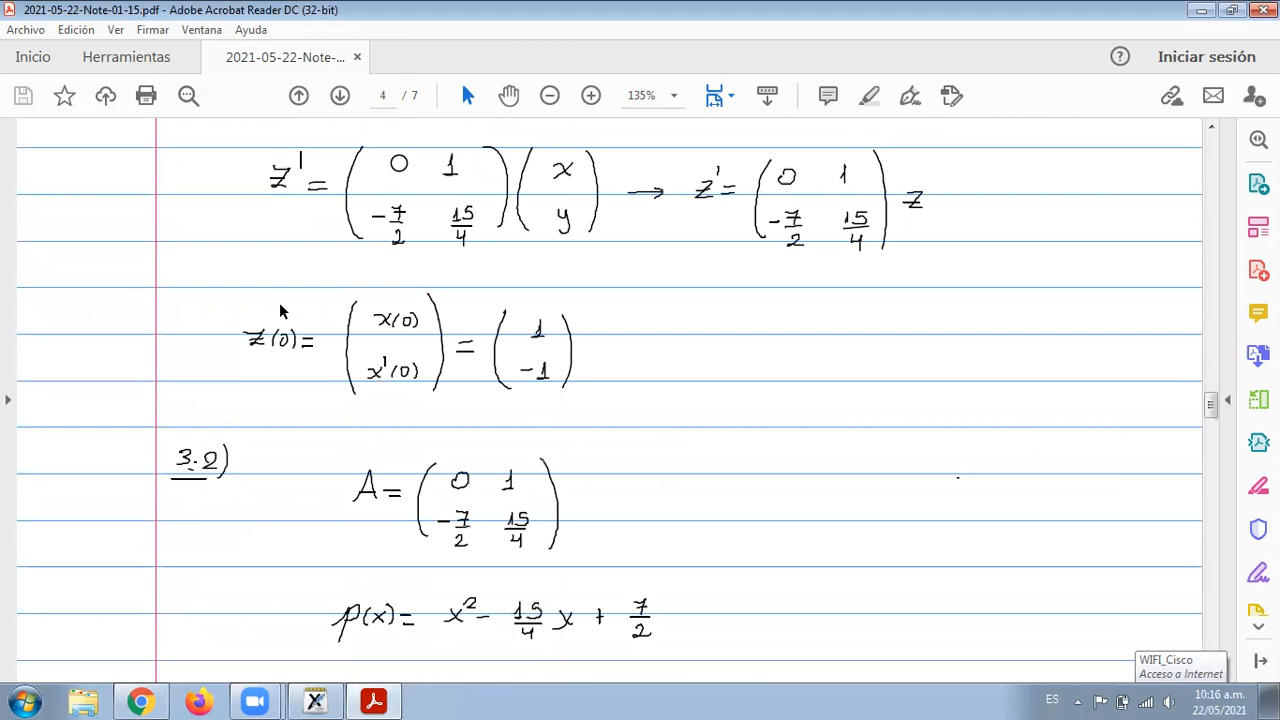 2021-05-22-Note-01-15.pdf - Adobe Acrobat Reader DC (32-bit)
Archivo Edición Ver Firmar Ventana Ayuda
Inicio Herramientas 2021-05-22-Note-... × Iniciar sesión
4 / 7 135%
z' = ( 0 1 ; -7/2 15/4 ) ( x ; y ) → z' = ( 0 1 ; -7/2 15/4 ) z
z(0) = ( x(0) ; x'(0) ) = ( 1 ; -1 )
3.2)
A = ( 0 1 ; -7/2 15/4 )
p(x) = x² - 15/4 x + 7/2
WIFI_Cisco
Acceso a Internet
ES 10:16 a.m.
22/05/2021